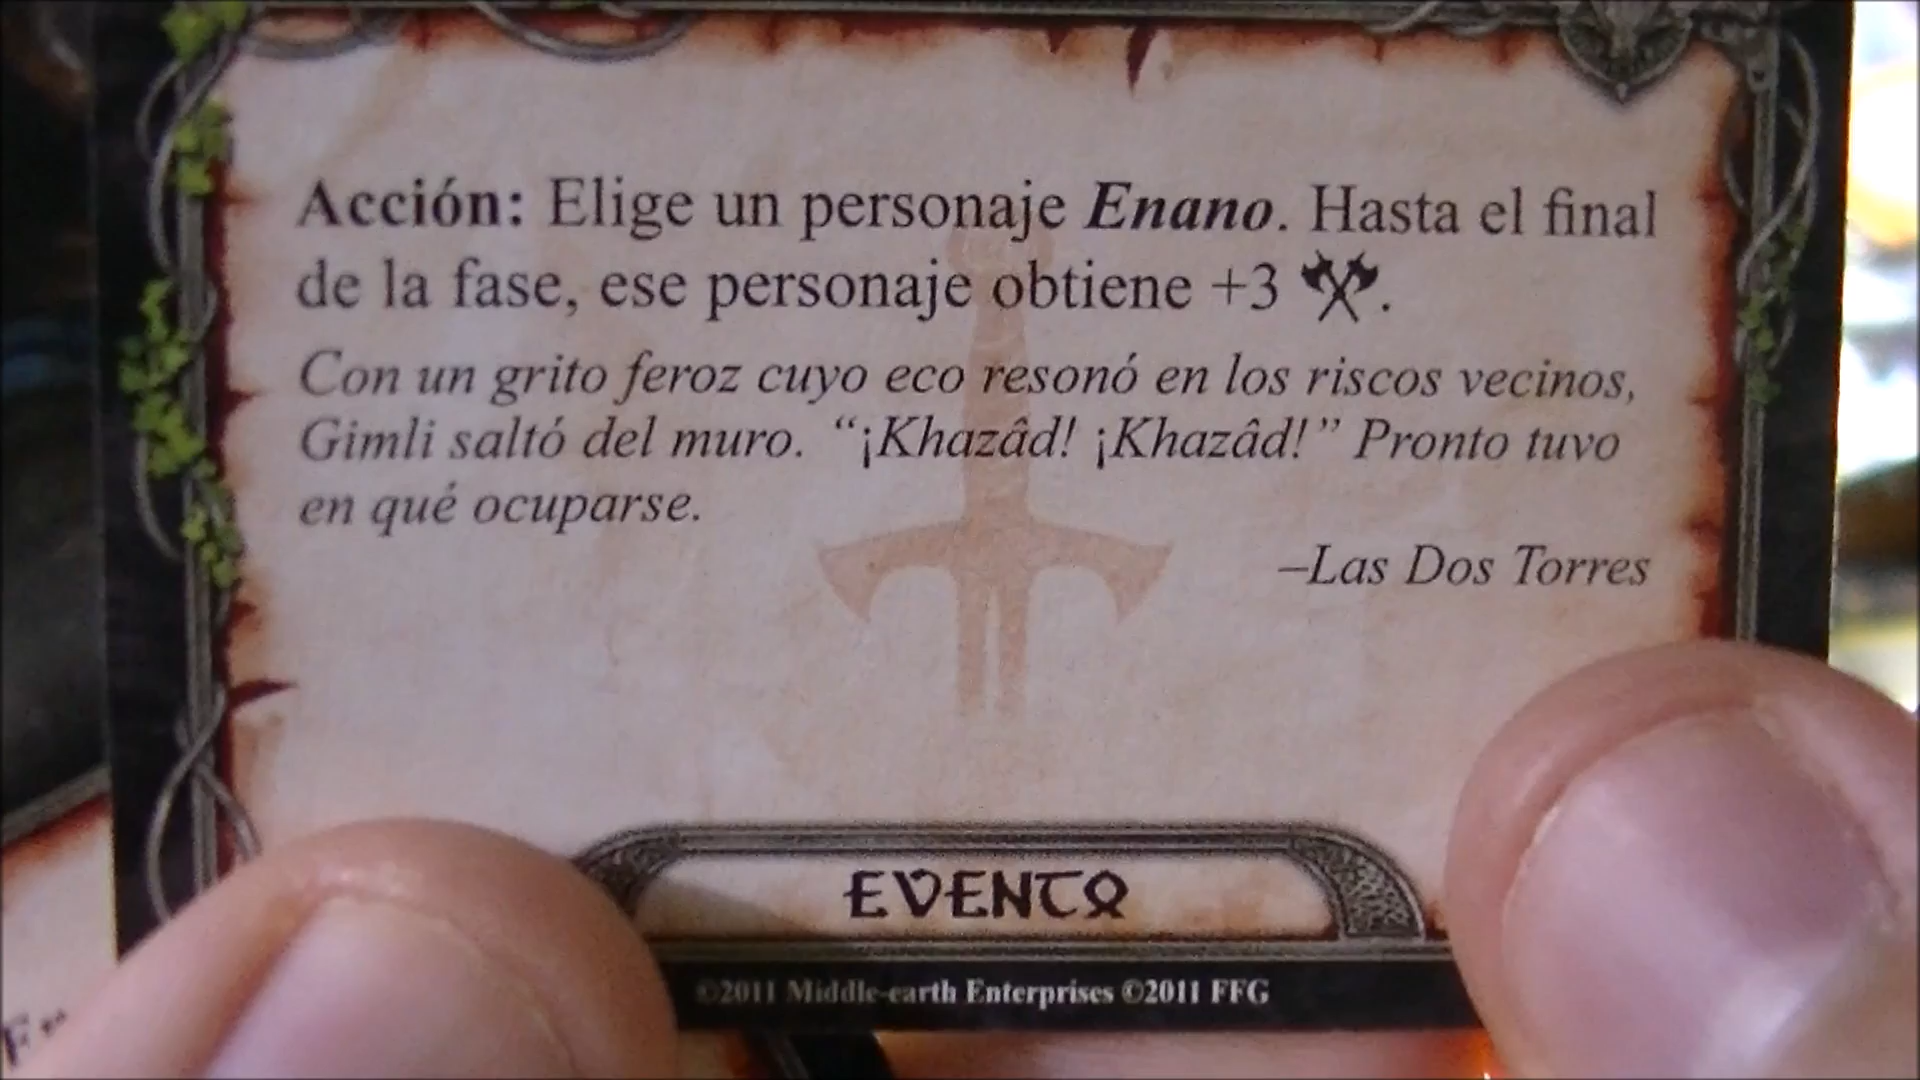 Acción: Elige un personaje Enano. Hasta el final
de la fase, ese personaje obtiene +3 .
Con un grito feroz cuyo eco resonó en los riscos vecinos,
Gimli saltó del muro. “¡Khazâd! ¡Khazâd!” Pronto tuvo
en qué ocuparse.
–Las Dos Torres
EVENTO
©2011 Middle-earth Enterprises ©2011 FFG